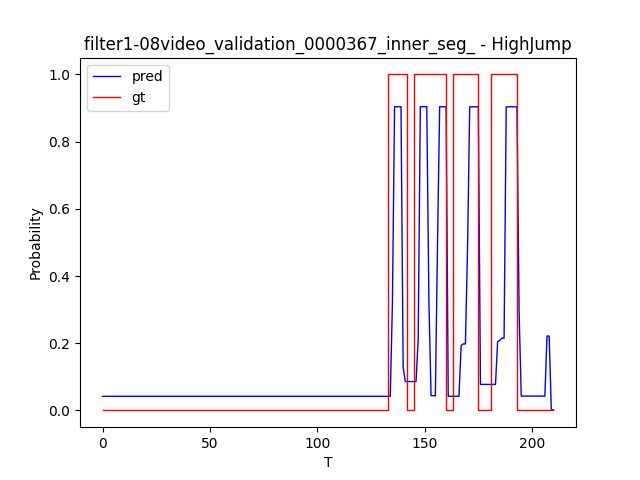 filter1-08video_validation_0000367_inner_seg_ - HighJump
pred
gt
1.0
0.8
0.6
0.4
0.2
0.0
Probability
0
50
100
150
200
T